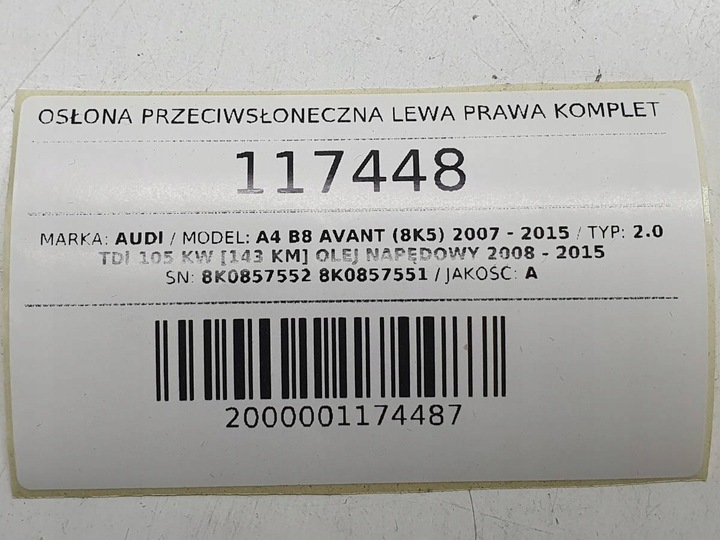 OSŁONA PRZECIWSŁONECZNA LEWA PRAWA KOMPLET
117448
MARKA: AUDI / MODEL: A4 B8 AVANT (8K5) 2007 - 2015 / TYP: 2.0
TDI 105 KW [143 KM] OLEJ NAPĘDOWY 2008 - 2015
SN: 8K0857552 8K0857551 / JAKOŚĆ: A
2000001174487